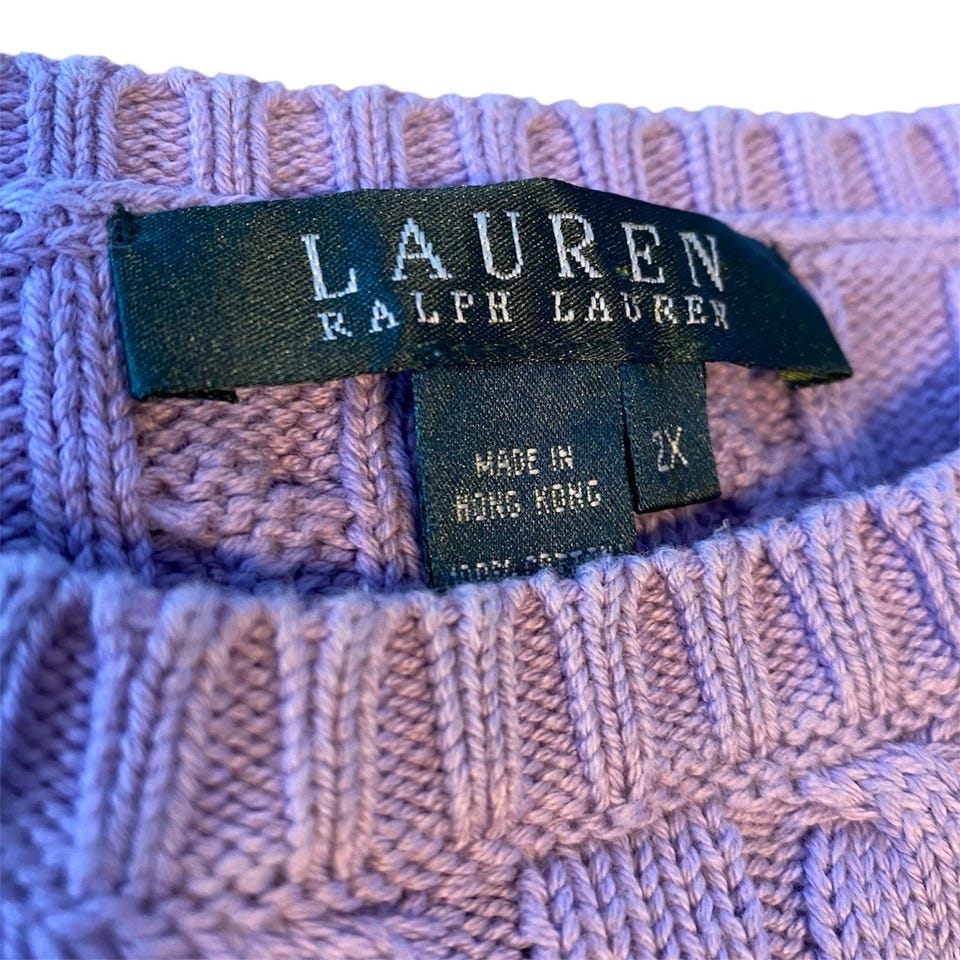 LAUREN
RALPH LAUREN
MADE IN
HONG KONG
2X